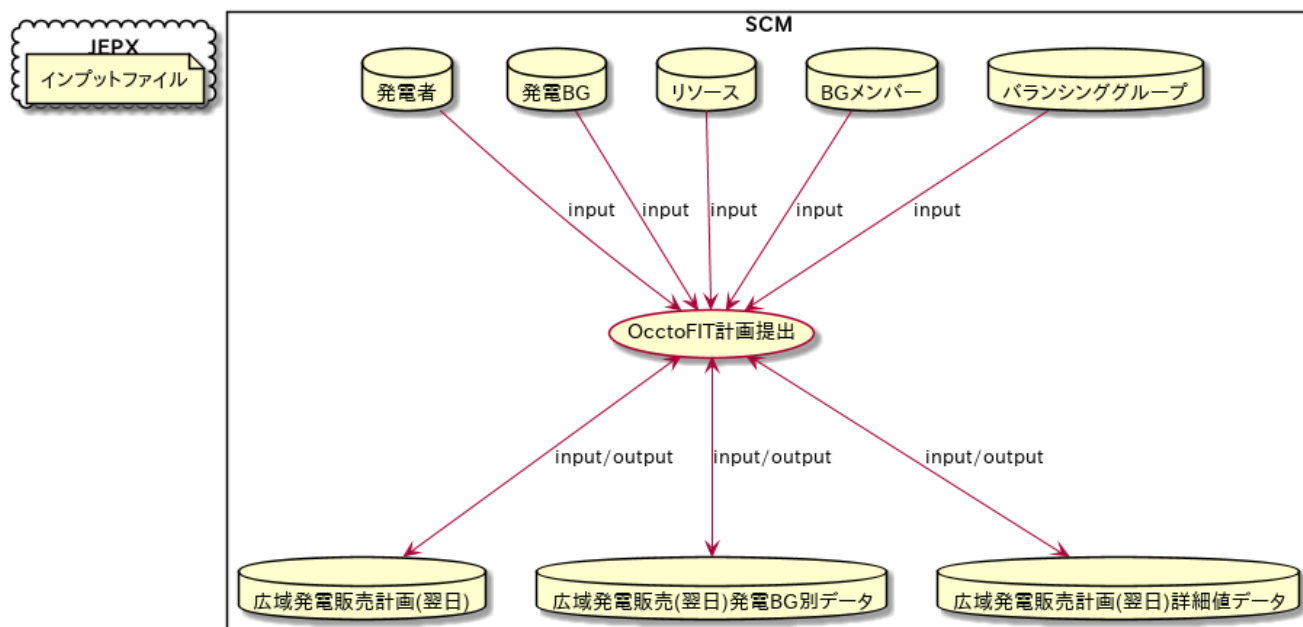 SCM
JEPX
インプットファイル
発電者
発電BG
リソース
BGメンバー
バランシンググループ
input
input
input
input
input
OcctoFIT計画提出
input/output
input/output
input/output
広域発電販売計画(翌日)
広域発電販売(翌日)発電BG別データ
広域発電販売計画(翌日)詳細値データ